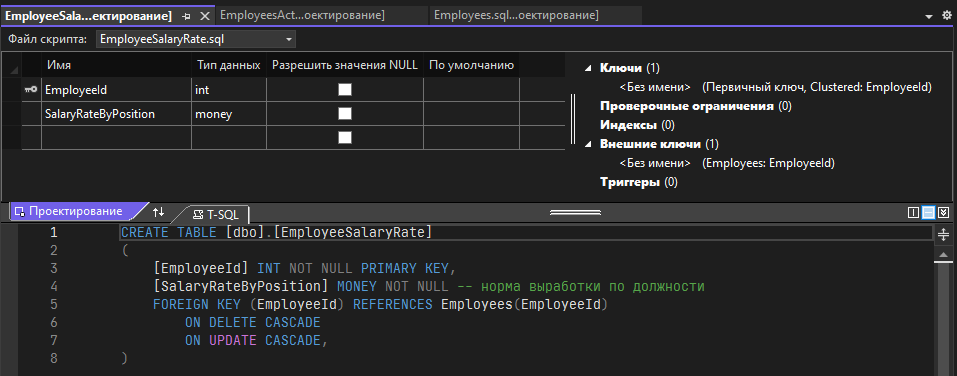 EmployeeSala...оектирование] EmployeesAct...оектирование] Employees.sql...оектирование]
Файл скрипта: EmployeeSalaryRate.sql
Имя Тип данных Разрешить значения NULL По умолчанию
EmployeeId int
SalaryRateByPosition money
Ключи (1)
<Без имени> (Первичный ключ, Clustered: EmployeeId)
Проверочные ограничения (0)
Индексы (0)
Внешние ключи (1)
<Без имени> (Employees: EmployeeId)
Триггеры (0)
Проектирование T-SQL
1 CREATE TABLE [dbo].[EmployeeSalaryRate]
2 (
3 [EmployeeId] INT NOT NULL PRIMARY KEY,
4 [SalaryRateByPosition] MONEY NOT NULL -- норма выработки по должности
5 FOREIGN KEY (EmployeeId) REFERENCES Employees(EmployeeId)
6 ON DELETE CASCADE
7 ON UPDATE CASCADE,
8 )